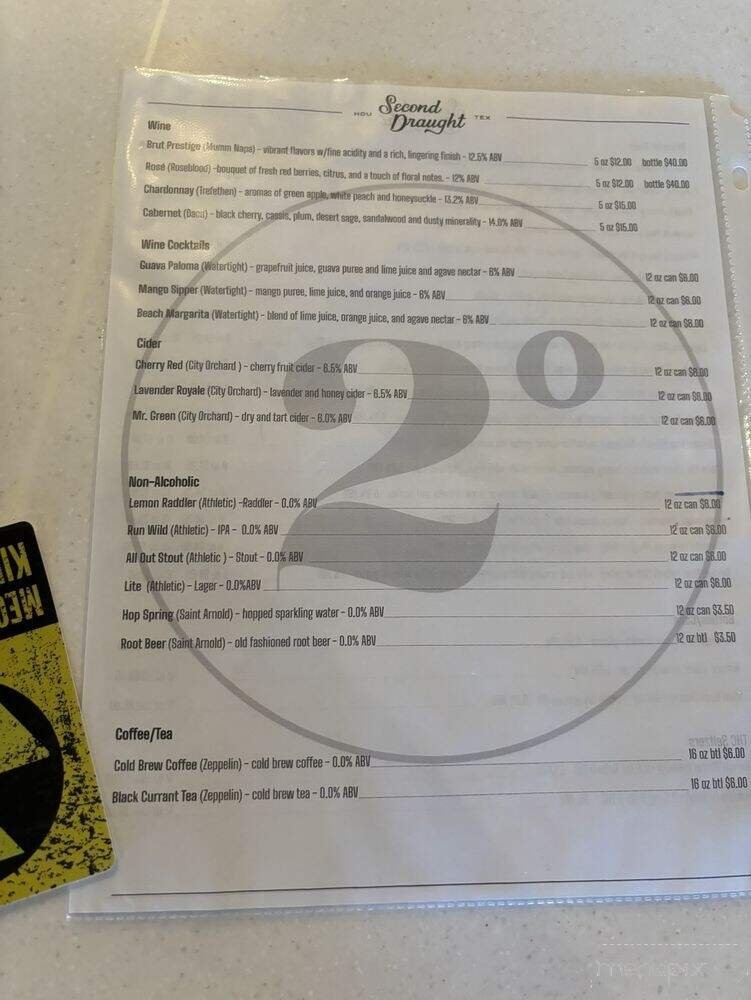 HOU Second Draught TEX
Wine
Brut Prestige (Mumm Napa) - vibrant flavors w/fine acidity and a rich, lingering finish - 12.5% ABV 5 oz $12.00 bottle $40.00
Rosé (Roseblood) -bouquet of fresh red berries, citrus, and a touch of floral notes. - 12% ABV 5 oz $12.00 bottle $40.00
Chardonnay (Trefethen) - aromas of green apple, white peach and honeysuckle - 13.2% ABV 5 oz $15.00
Cabernet (Daou) - black cherry, cassis, plum, desert sage, sandalwood and dusty minerality - 14.0% ABV 5 oz $15.00
Wine Cocktails
Guava Paloma (Watertight) - grapefruit juice, guava puree and lime juice and agave nectar - 6% ABV 12 oz can $8.00
Mango Sipper (Watertight) - mango puree, lime juice, and orange juice - 6% ABV 12 oz can $8.00
Beach Margarita (Watertight) - blend of lime juice, orange juice, and agave nectar - 6% ABV 12 oz can $8.00
Cider
Cherry Red (City Orchard ) - cherry fruit cider - 6.5% ABV 12 oz can $6.00
Lavender Royale (City Orchard) - lavender and honey cider - 6.5% ABV 12 oz can $6.00
Mr. Green (City Orchard) - dry and tart cider - 6.0% ABV 12 oz can $6.00
2°
Non-Alcoholic
Lemon Raddler (Athletic) -Raddler - 0.0% ABV 12 oz can $6.00
Run Wild (Athletic) - IPA - 0.0% ABV 12 oz can $6.00
All Out Stout (Athletic ) - Stout - 0.0% ABV 12 oz can $6.00
Lite (Athletic) - Lager - 0.0%ABV 12 oz can $6.00
Hop Spring (Saint Arnold) - hopped sparkling water - 0.0% ABV 12 oz can $3.50
Root Beer (Saint Arnold) - old fashioned root beer - 0.0% ABV 12 oz btl $3.50
Coffee/Tea
Cold Brew Coffee (Zeppelin) - cold brew coffee - 0.0% ABV 16 oz btl $6.00
Black Currant Tea (Zeppelin) - cold brew tea - 0.0% ABV 16 oz btl $6.00
THC Seltzers
menupix